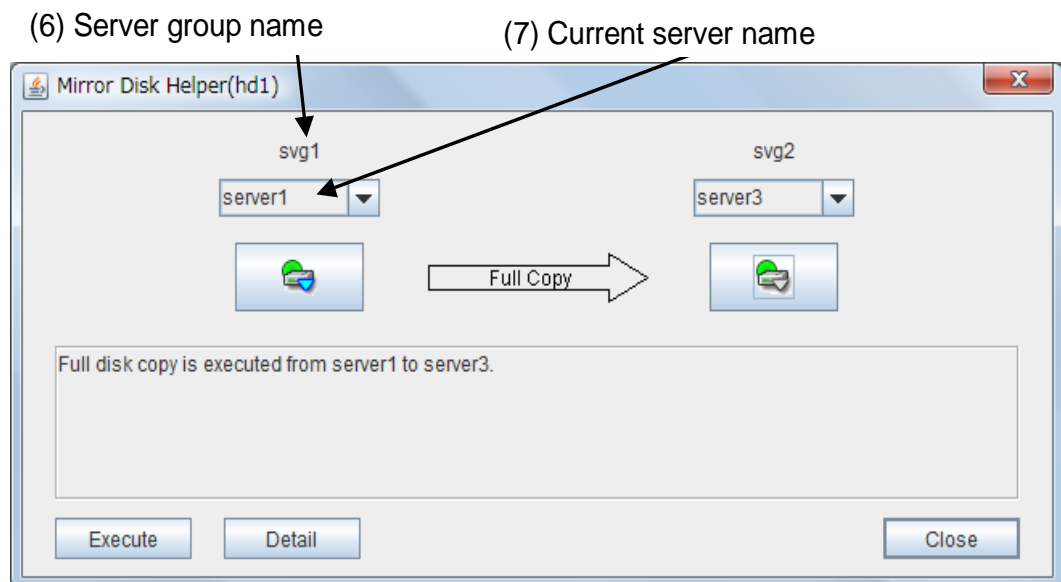 (6) Server group name
(7) Current server name
Mirror Disk Helper(hd1)
X
svg1
svg2
server1
server3
Full Copy
Full disk copy is executed from server1 to server3.
Execute
Detail
Close